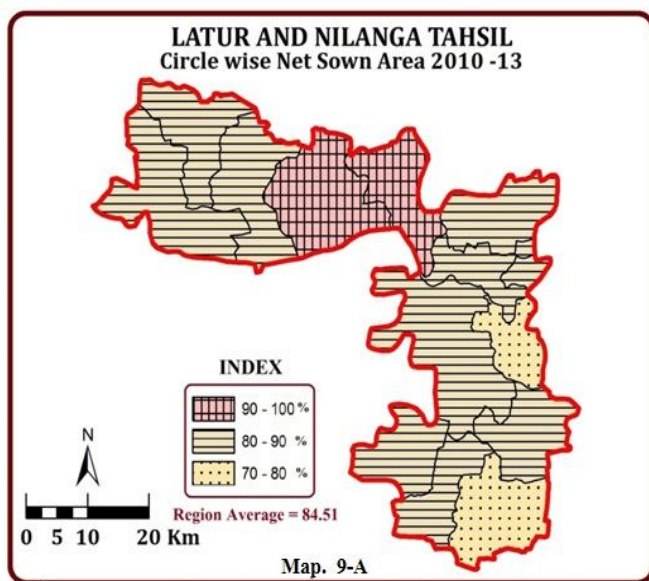 LATUR AND NILANGA TAHSIL
Circle wise Net Sown Area 2010 -13
INDEX
90 - 100 %
80 - 90 %
70 - 80 %
N
Region Average = 84.51
0 5 10 20 Km
Map. 9-A